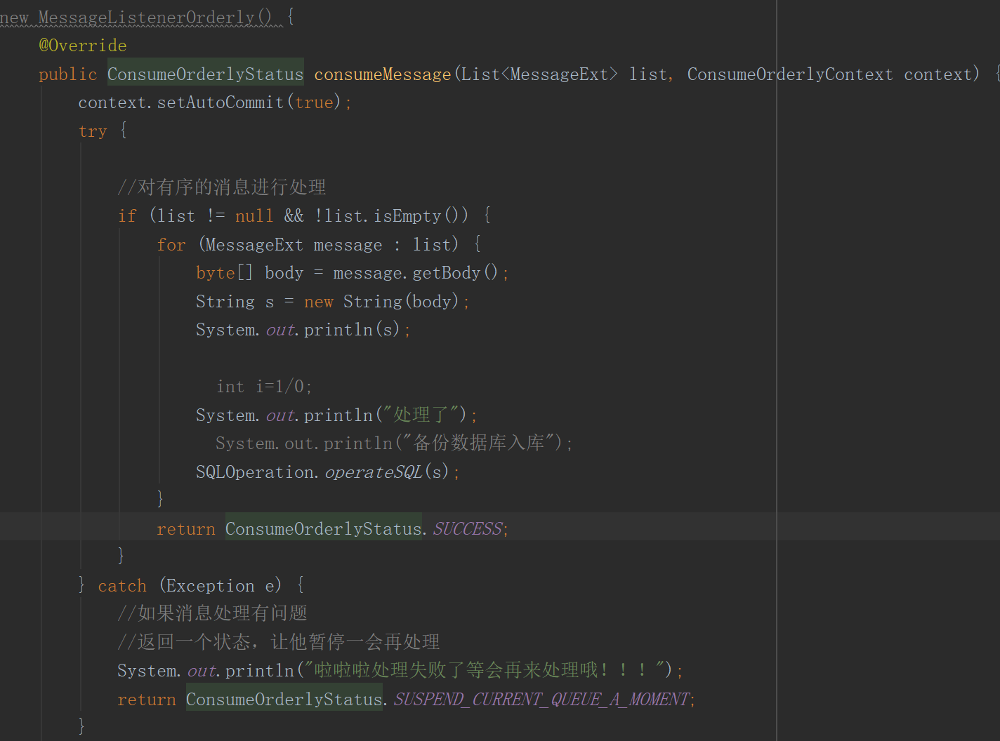 new MessageListenerOrderly() {
@Override
public ConsumeOrderlyStatus consumeMessage(List<MessageExt> list, ConsumeOrderlyContext context) {
context.setAutoCommit(true);
try {
//对有序的消息进行处理
if (list != null && !list.isEmpty()) {
for (MessageExt message : list) {
byte[] body = message.getBody();
String s = new String(body);
System.out.println(s);
int i=1/0;
System.out.println("处理了");
System.out.println("备份数据库入库");
SQLOperation.operateSQL(s);
}
return ConsumeOrderlyStatus.SUCCESS;
}
} catch (Exception e) {
//如果消息处理有问题
//返回一个状态，让他暂停一会再处理
System.out.println("啦啦啦处理失败了等会再来处理哦！！！");
return ConsumeOrderlyStatus.SUSPEND_CURRENT_QUEUE_A_MOMENT;
}